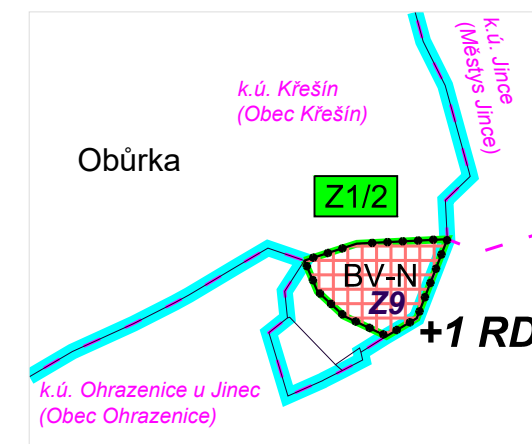 k.ú. Jince
(Městys Jince)
k.ú. Křešín
(Obec Křešín)
Obůrka
Z1/2
BV-N
Z9
+1 RD
k.ú. Ohrazenice u Jinec
(Obec Ohrazenice)